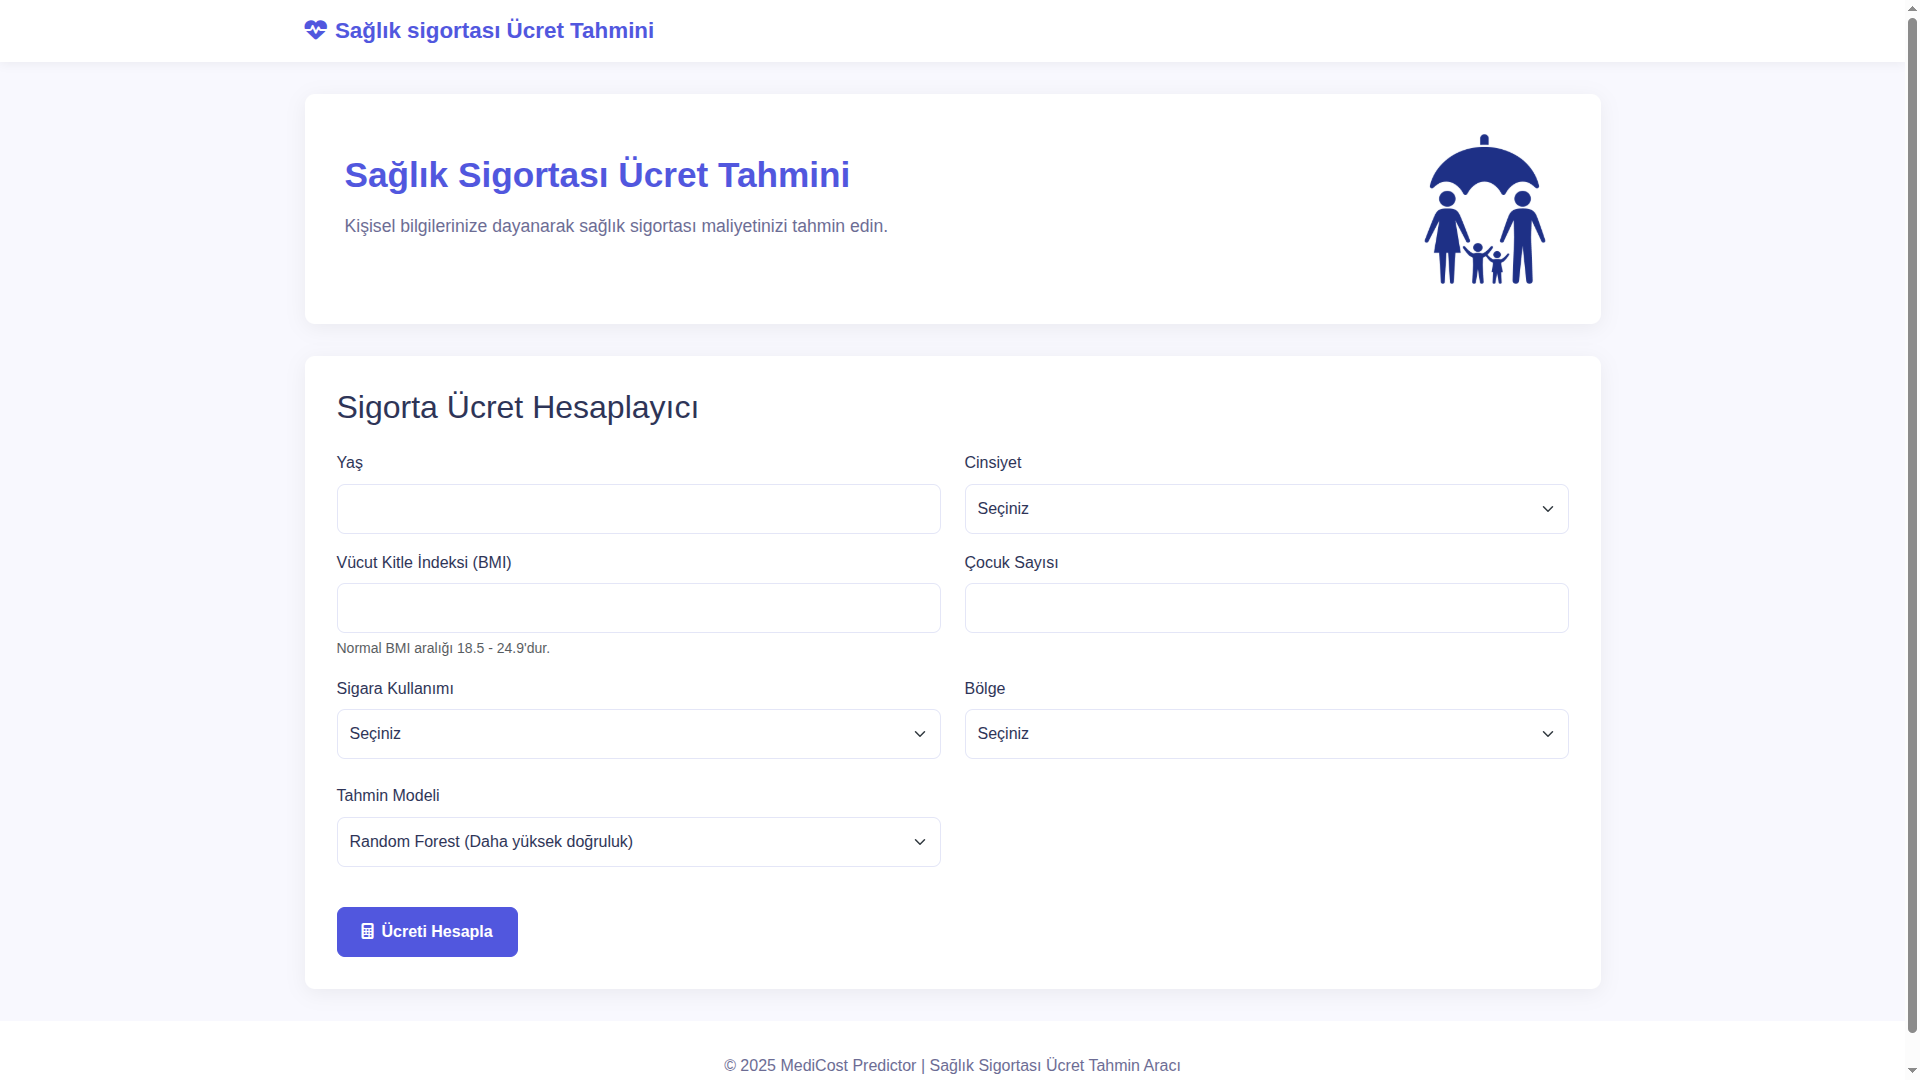 Sağlık sigortası Ücret Tahmini
Sağlık Sigortası Ücret Tahmini
Kişisel bilgilerinize dayanarak sağlık sigortası maliyetinizi tahmin edin.
Sigorta Ücret Hesaplayıcı
Yaş
Cinsiyet
Seçiniz
Vücut Kitle İndeksi (BMI)
Çocuk Sayısı
Normal BMI aralığı 18.5 - 24.9'dur.
Sigara Kullanımı
Bölge
Seçiniz
Seçiniz
Tahmin Modeli
Random Forest (Daha yüksek doğruluk)
Ücreti Hesapla
© 2025 MediCost Predictor | Sağlık Sigortası Ücret Tahmin Aracı